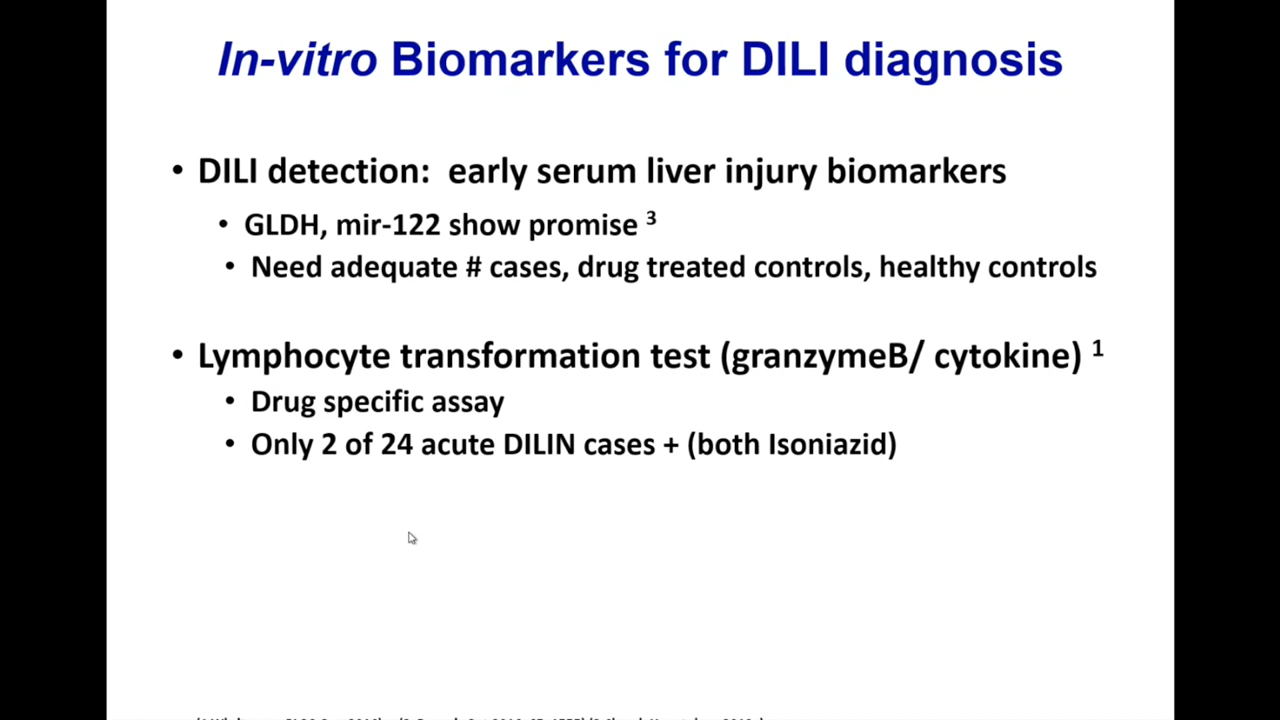 In-vitro Biomarkers for DILI diagnosis
• DILI detection: early serum liver injury biomarkers
• GLDH, mir-122 show promise ³
• Need adequate # cases, drug treated controls, healthy controls
• Lymphocyte transformation test (granzymeB/ cytokine) ¹
• Drug specific assay
• Only 2 of 24 acute DILIN cases + (both Isoniazid)